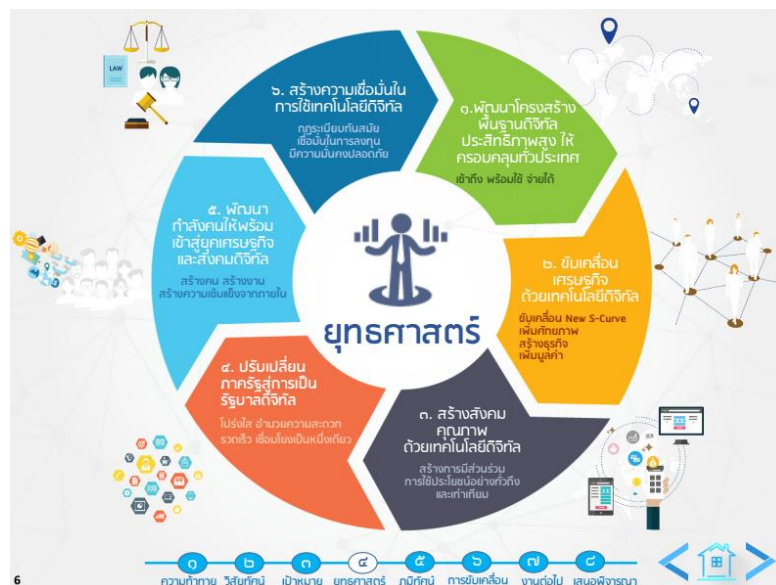 ๑.พัฒนาโครงสร้าง
พื้นฐานดิจิทัล
ประสิทธิภาพสูง ให้
ครอบคลุมทั่วประเทศ
เข้าถึง พร้อมใช้ จ่ายได้
๒. ขับเคลื่อน
เศรษฐกิจ
ด้วยเทคโนโลยีดิจิทัล
ขับเคลื่อน New S-Curve
เพิ่มศักยภาพ
สร้างธุรกิจ
เพิ่มมูลค่า
๓. สร้างสังคม
คุณภาพ
ด้วยเทคโนโลยีดิจิทัล
สร้างการมีส่วนร่วม
การใช้ประโยชน์อย่างทั่วถึง
และเท่าเทียม
๔. ปรับเปลี่ยน
ภาครัฐสู่การเป็น
รัฐบาลดิจิทัล
โปร่งใส อำนวยความสะดวก
รวดเร็ว เชื่อมโยงเป็นหนึ่งเดียว
๕. พัฒนา
กำลังคนให้พร้อม
เข้าสู่ยุคเศรษฐกิจ
และสังคมดิจิทัล
สร้างคน สร้างงาน
สร้างความเข้มแข็งจากภายใน
๖. สร้างความเชื่อมั่นใน
การใช้เทคโนโลยีดิจิทัล
กฎระเบียบทันสมัย
เชื่อมั่นในการลงทุน
มีความมั่นคงปลอดภัย
LAW
ยุทธศาสตร์
๑ ๒ ๓ ๔ ๕ ๖ ๗ ๘
ความท้าทาย วิสัยทัศน์ เป้าหมาย ยุทธศาสตร์ ภูมิทัศน์ การขับเคลื่อน งานต่อไป เสนอพิจารณา
6